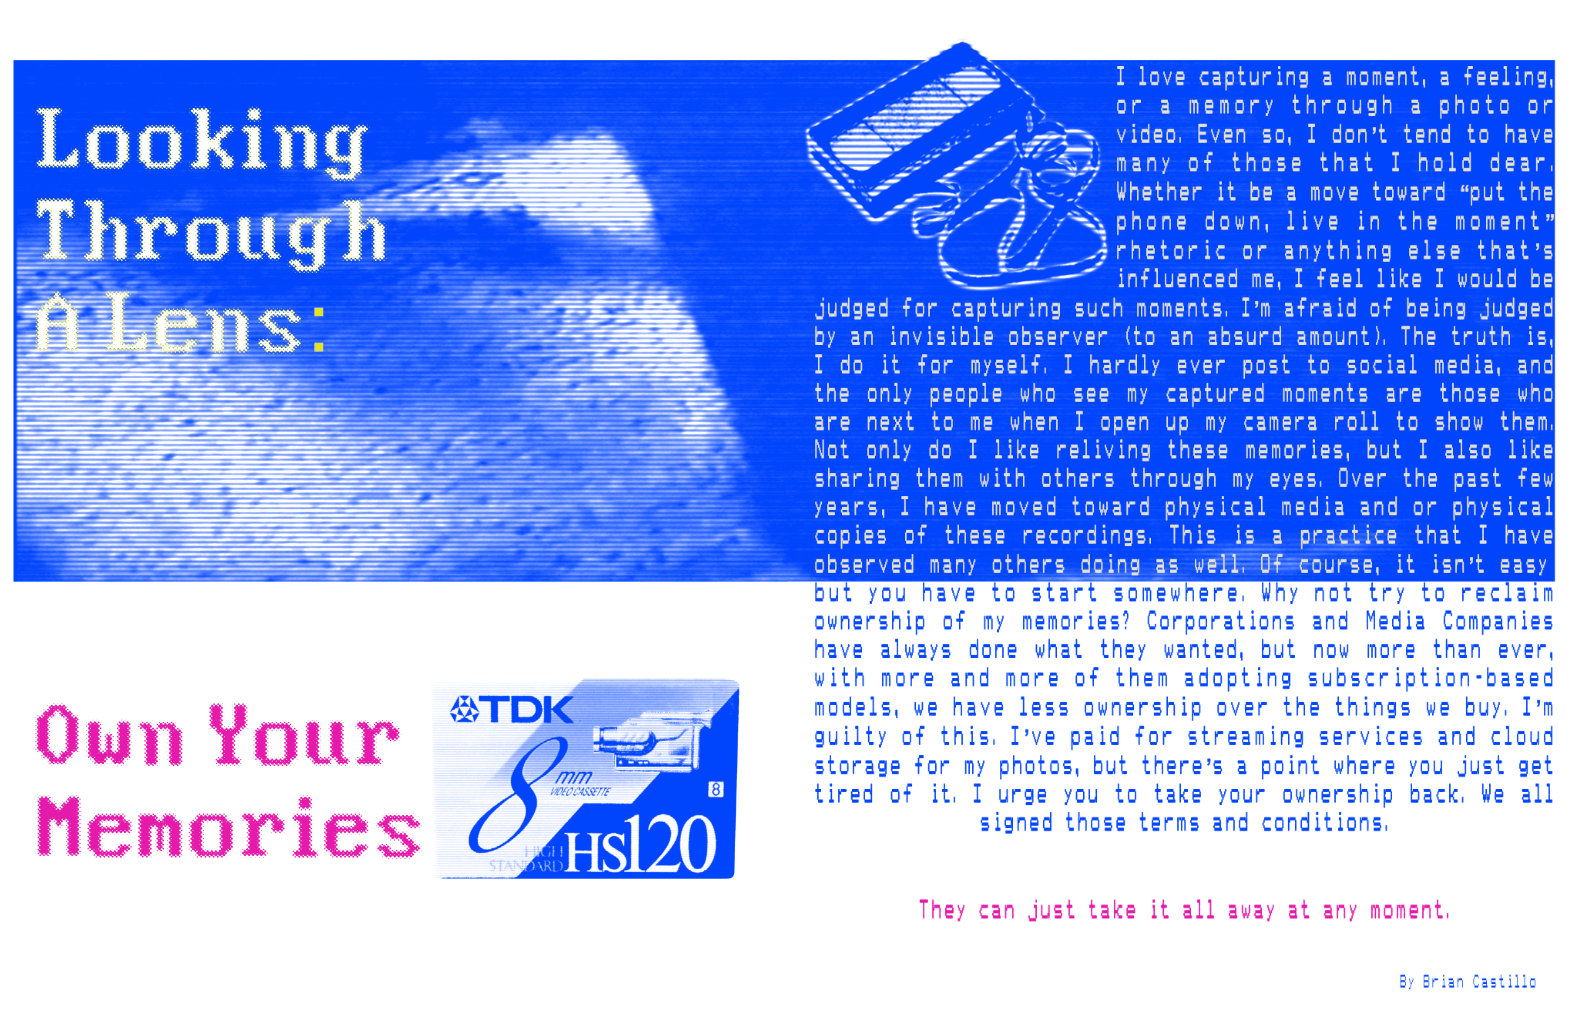 Looking
Through
A Lens:
Own Your
Memories
TDK
8
mm
VIDEO CASSETTE
8
HIGH
STANDARD
HS120
I love capturing a moment, a feeling,
or a memory through a photo or
video. Even so, I don't tend to have
many of those that I hold dear.
Whether it be a move toward “put the
phone down, live in the moment”
rhetoric or anything else that's
influenced me, I feel like I would be
judged for capturing such moments. I'm afraid of being judged
by an invisible observer (to an absurd amount). The truth is,
I do it for myself. I hardly ever post to social media, and
the only people who see my captured moments are those who
are next to me when I open up my camera roll to show them.
Not only do I like reliving these memories, but I also like
sharing them with others through my eyes. Over the past few
years, I have moved toward physical media and or physical
copies of these recordings. This is a practice that I have
observed many others doing as well. Of course, it isn't easy
but you have to start somewhere. Why not try to reclaim
ownership of my memories? Corporations and Media Companies
have always done what they wanted, but now more than ever,
with more and more of them adopting subscription-based
models, we have less ownership over the things we buy. I'm
guilty of this. I've paid for streaming services and cloud
storage for my photos, but there's a point where you just get
tired of it. I urge you to take your ownership back. We all
signed those terms and conditions.
They can just take it all away at any moment.
By Brian Castillo